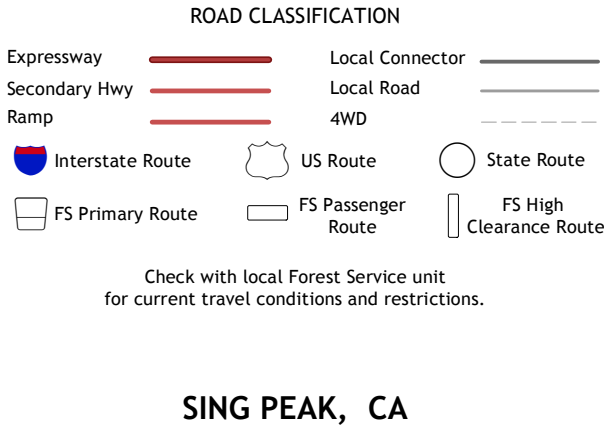 ROAD CLASSIFICATION
Expressway
Local Connector
Secondary Hwy
Local Road
Ramp
4WD
Interstate Route
US Route
State Route
FS Primary Route
FS Passenger
Route
FS High
Clearance Route
Check with local Forest Service unit
for current travel conditions and restrictions.
SING PEAK, CA